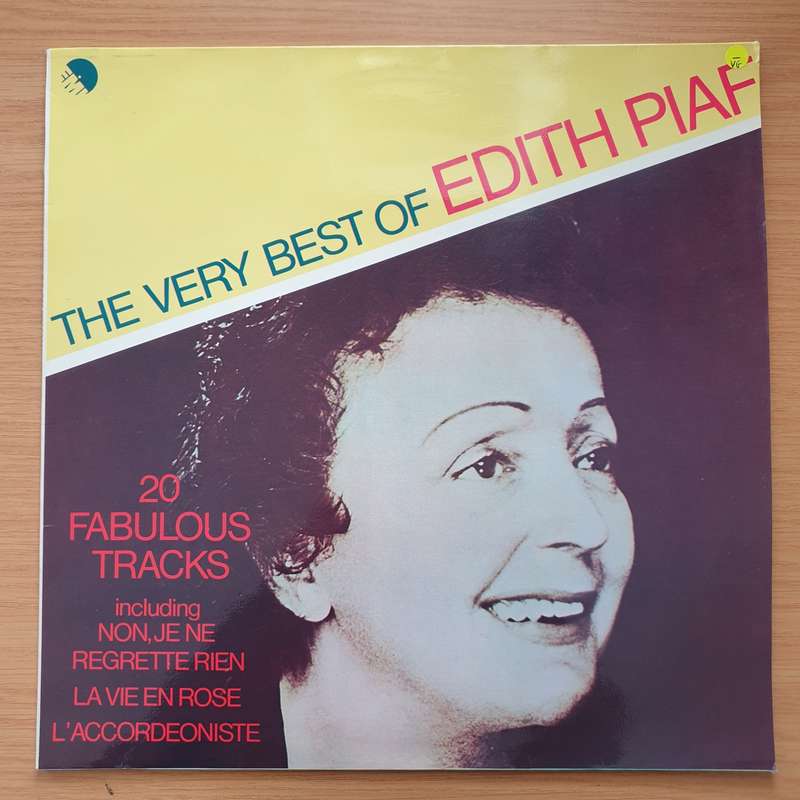 THE VERY BEST OF EDITH PIAF
20
FABULOUS
TRACKS
including
NON, JE NE
REGRETTE RIEN
LA VIE EN ROSE
L'ACCORDEONISTE